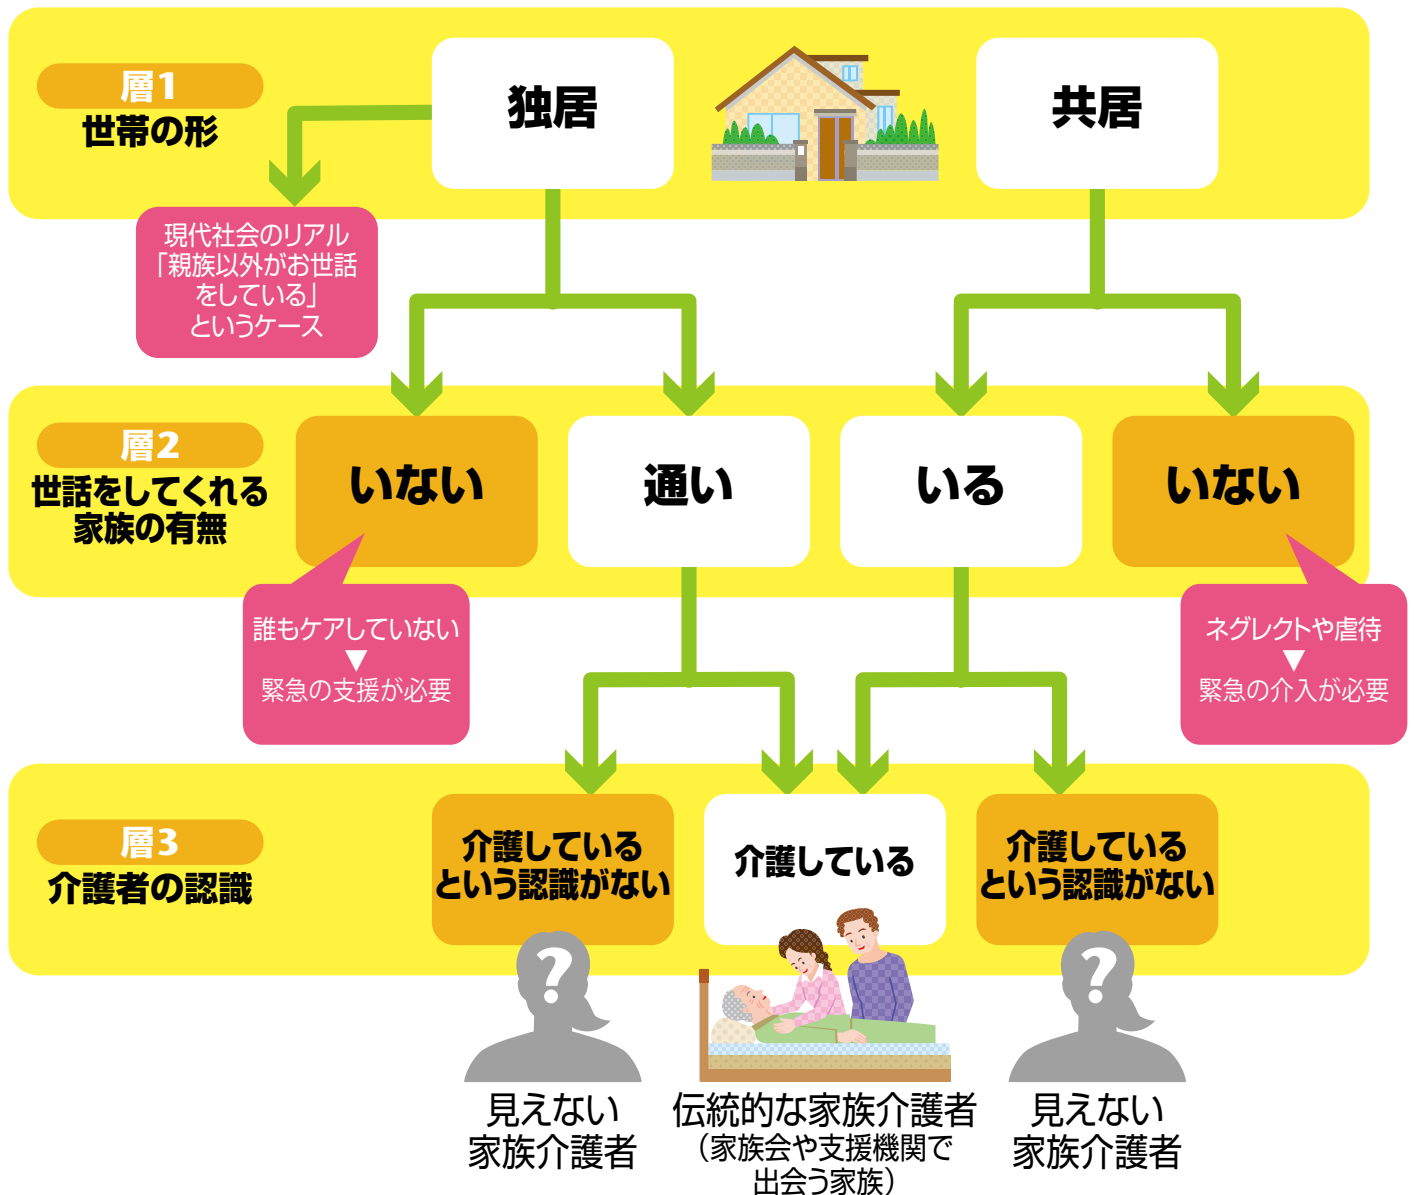 層1
世帯の形
独居
共居
現代社会のリアル
「親族以外がお世話
をしている」
というケース
層2
世話をしてくれる
家族の有無
いない
通い
いる
いない
誰もケアしていない
▼
緊急の支援が必要
ネグレクトや虐待
▼
緊急の介入が必要
層3
介護者の認識
介護している
という認識がない
介護している
介護している
という認識がない
?
?
見えない
家族介護者
伝統的な家族介護者
（家族会や支援機関で
出会う家族）
見えない
家族介護者